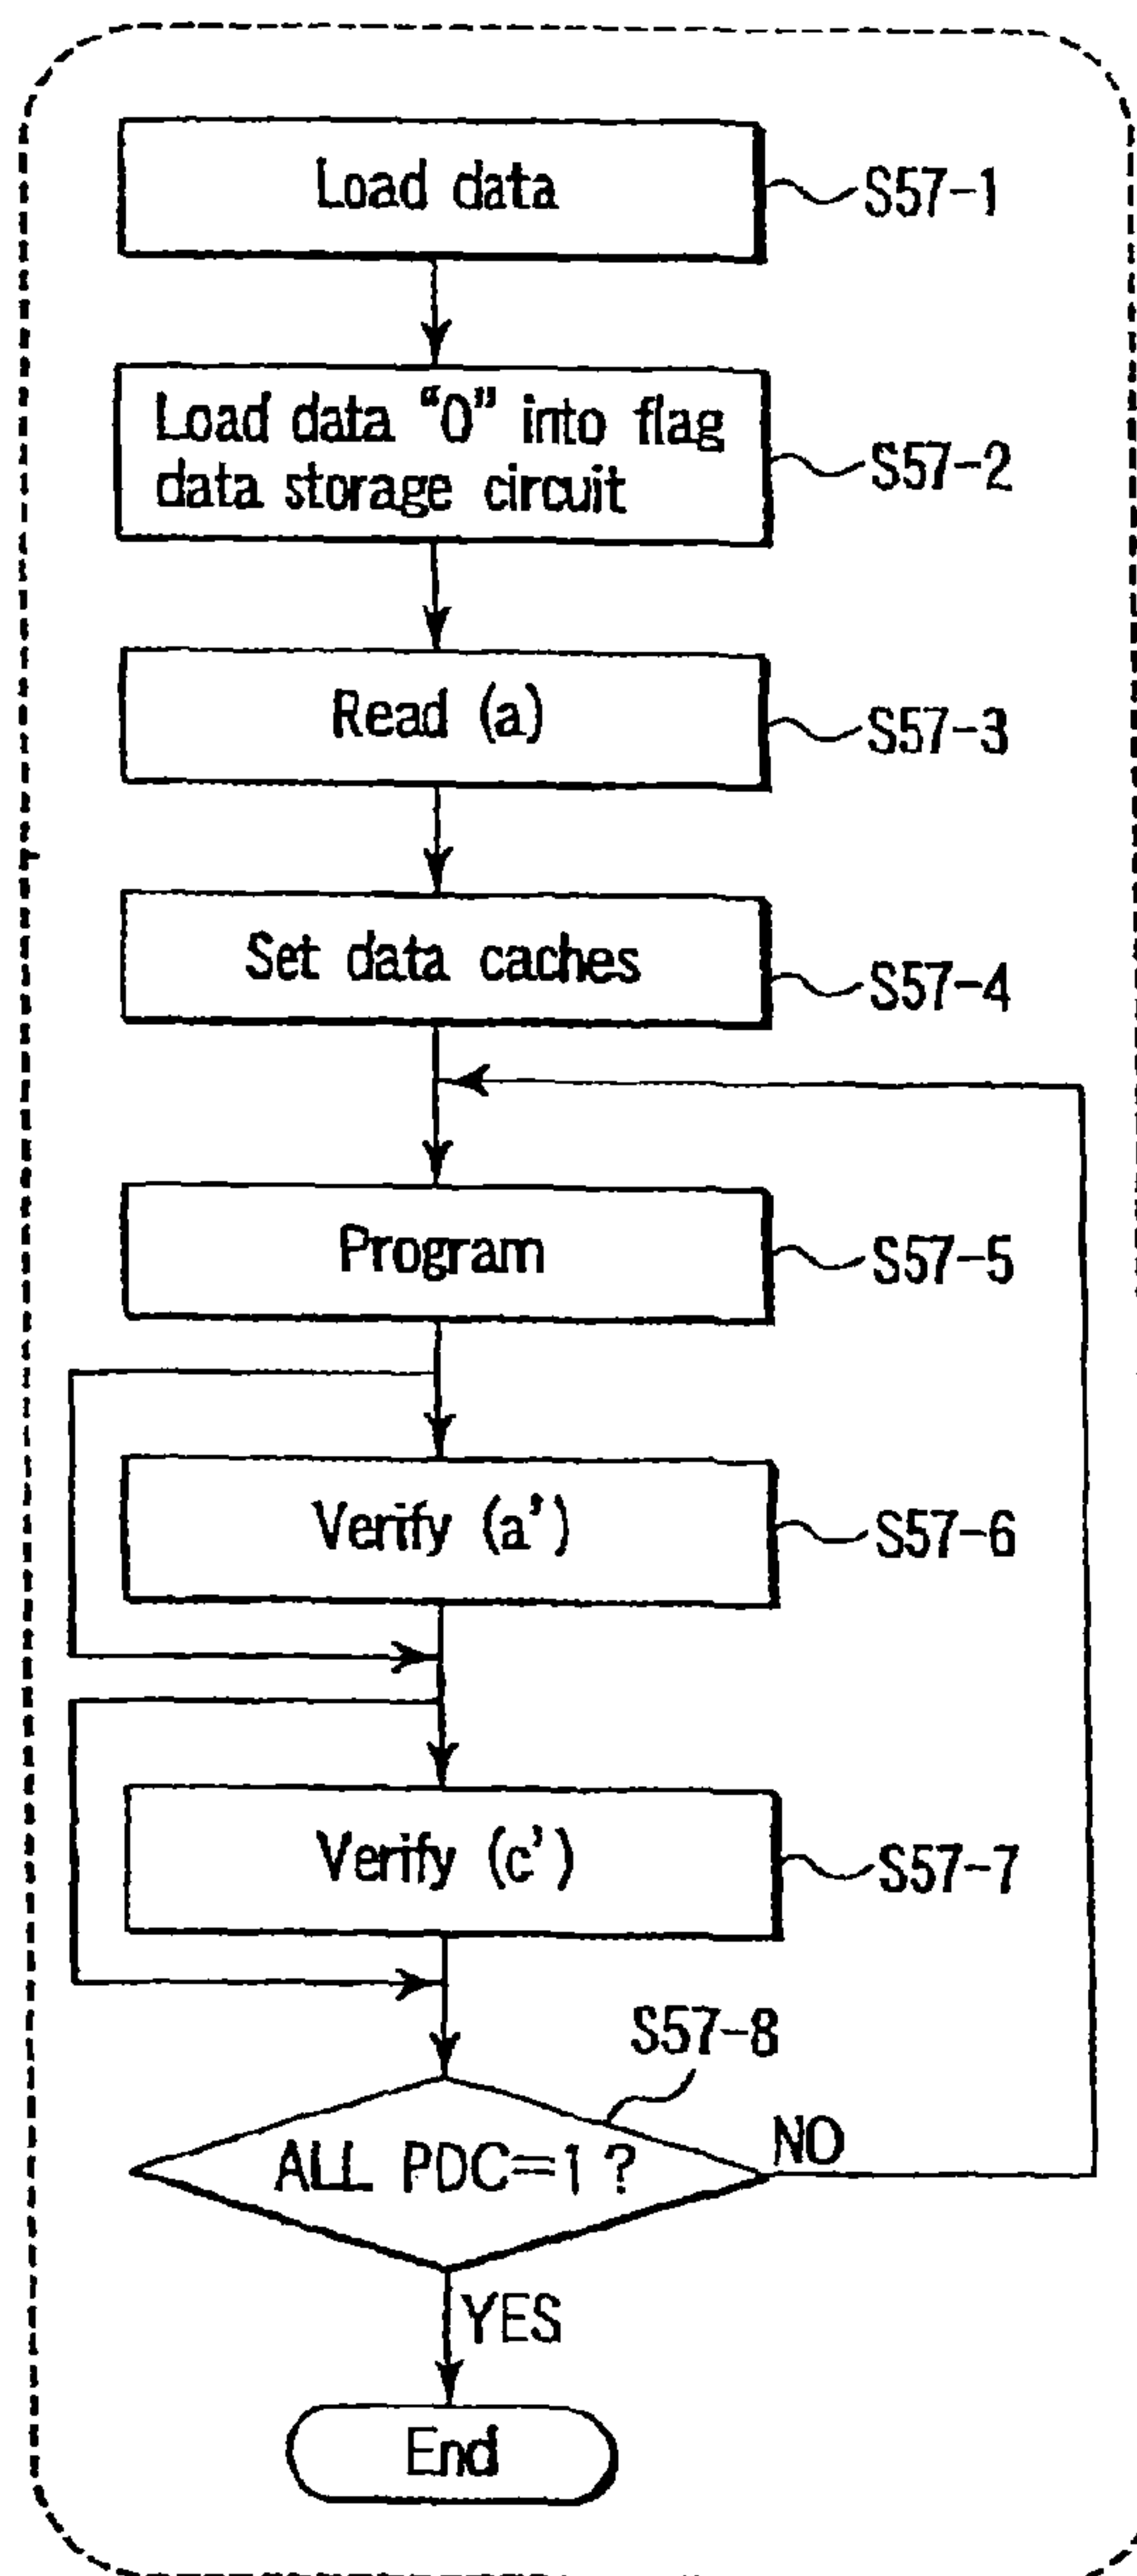 Load data
S57-1
Load data "0" into flag
data storage circuit
S57-2
Read (a)
S57-3
Set data caches
S57-4
Program
S57-5
Verify (a')
S57-6
Verify (c')
S57-7
S57-8
ALL PDC=1 ?
NO
YES
End